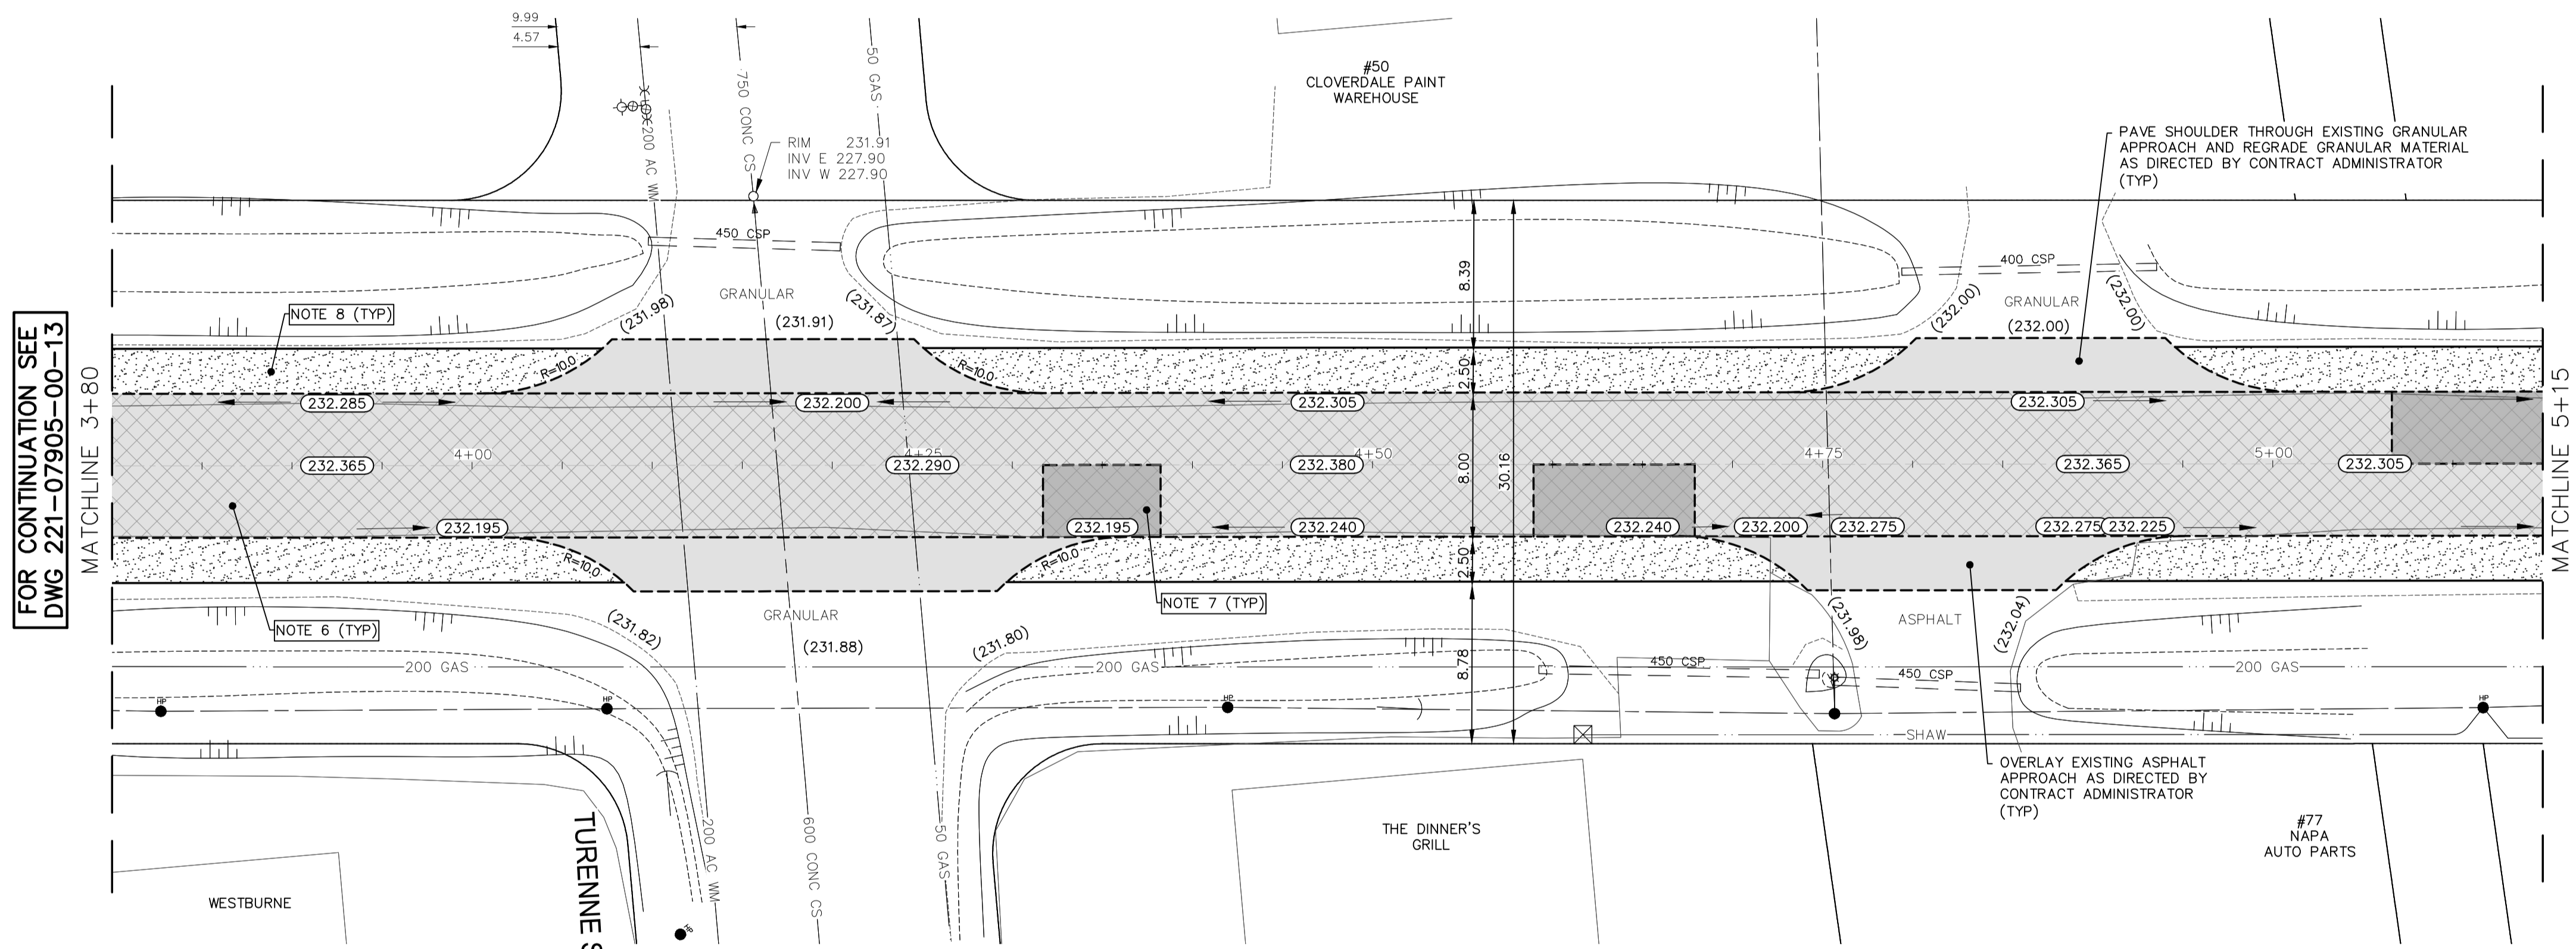 9.99
4.57
200 AC WM
750 CONC CS
50 GAS
RIM 231.91
INV E 227.90
INV W 227.90
#50
CLOVERDALE PAINT
WAREHOUSE
PAVE SHOULDER THROUGH EXISTING GRANULAR
APPROACH AND REGRADE GRANULAR MATERIAL
AS DIRECTED BY CONTRACT ADMINISTRATOR
(TYP)
FOR CONTINUATION SEE
DWG 221-07905-00-13
MATCHLINE 3+80
MATCHLINE 5+15
450 CSP
400 CSP
GRANULAR
GRANULAR
NOTE 8 (TYP)
(231.98)
(231.91)
(231.87)
(232.00)
(232.00)
(232.00)
8.39
2.50
8.00
30.16
2.50
8.78
R=10.0
R=10.0
232.285
232.200
232.305
232.305
4+00
4+25
4+50
4+75
5+00
232.365
232.290
232.380
232.365
232.305
232.195
232.195
232.240
232.240
232.200
232.275
232.275
232.225
R=10.0
R=10.0
NOTE 6 (TYP)
NOTE 7 (TYP)
GRANULAR
ASPHALT
(231.82)
(231.88)
(231.80)
(231.98)
(232.04)
200 GAS
200 GAS
200 GAS
450 CSP
450 CSP
HP
HP
HP
HP
SHAW
OVERLAY EXISTING ASPHALT
APPROACH AS DIRECTED BY
CONTRACT ADMINISTRATOR
(TYP)
TURENNE S
200 AC WM
600 CONC CS
50 GAS
THE DINNER'S
GRILL
#77
NAPA
AUTO PARTS
WESTBURNE
HP